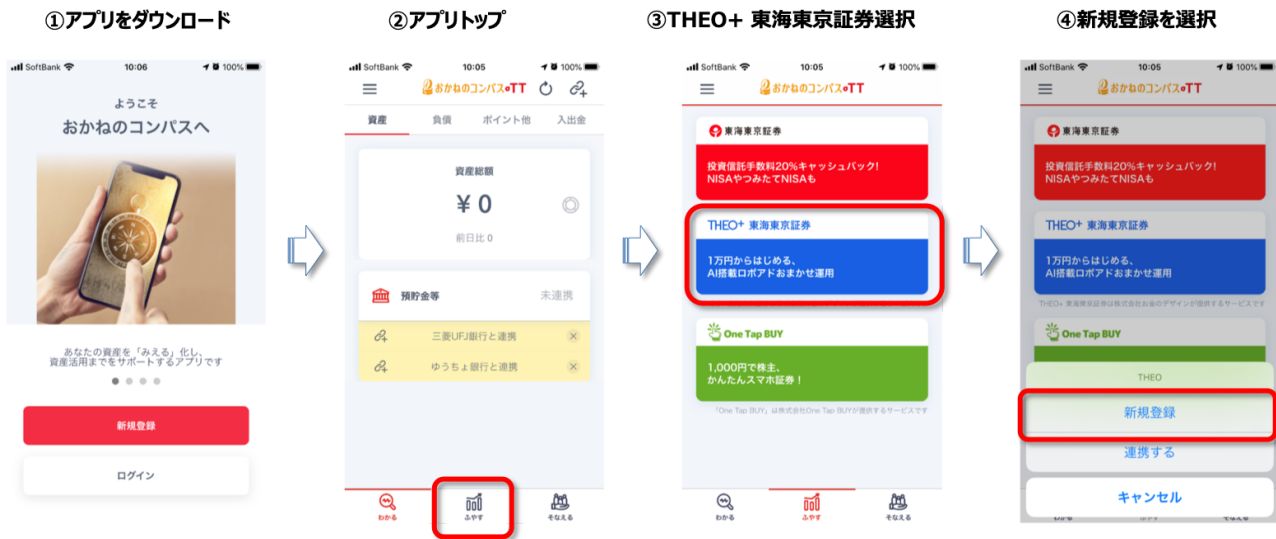 ①アプリをダウンロード
SoftBank 10:06 100%
ようこそ
おかねのコンパスへ
あなたの資産を「みえる」化し、
資産活用までをサポートするアプリです
新規登録
ログイン
②アプリトップ
SoftBank 10:05 100%
おかねのコンパスTT
資産 負債 ポイント他 入出金
資産総額
¥ 0
前日比 0
預貯金等 未連携
三菱UFJ銀行と連携
ゆうちょ銀行と連携
わかる ふやす そなえる
③THEO+ 東海東京証券選択
SoftBank 10:05 100%
おかねのコンパスTT
東海東京証券
投資信託手数料20%キャッシュバック!
NISAやつみたてNISAも
THEO+ 東海東京証券
1万円からはじめる、
AI搭載ロボアドおまかせ運用
One Tap BUY
1,000円で株主、
かんたんスマホ証券！
「One Tap BUY」は株式会社One Tap BUYが提供するサービスです
わかる ふやす そなえる
④新規登録を選択
SoftBank 10:05 100%
おかねのコンパスTT
東海東京証券
投資信託手数料20%キャッシュバック!
NISAやつみたてNISAも
THEO+ 東海東京証券
1万円からはじめる、
AI搭載ロボアドおまかせ運用
THEO+ 東海東京証券は株式会社お金のデザインが提供するサービスです
One Tap BUY
THEO
新規登録
連携する
キャンセル